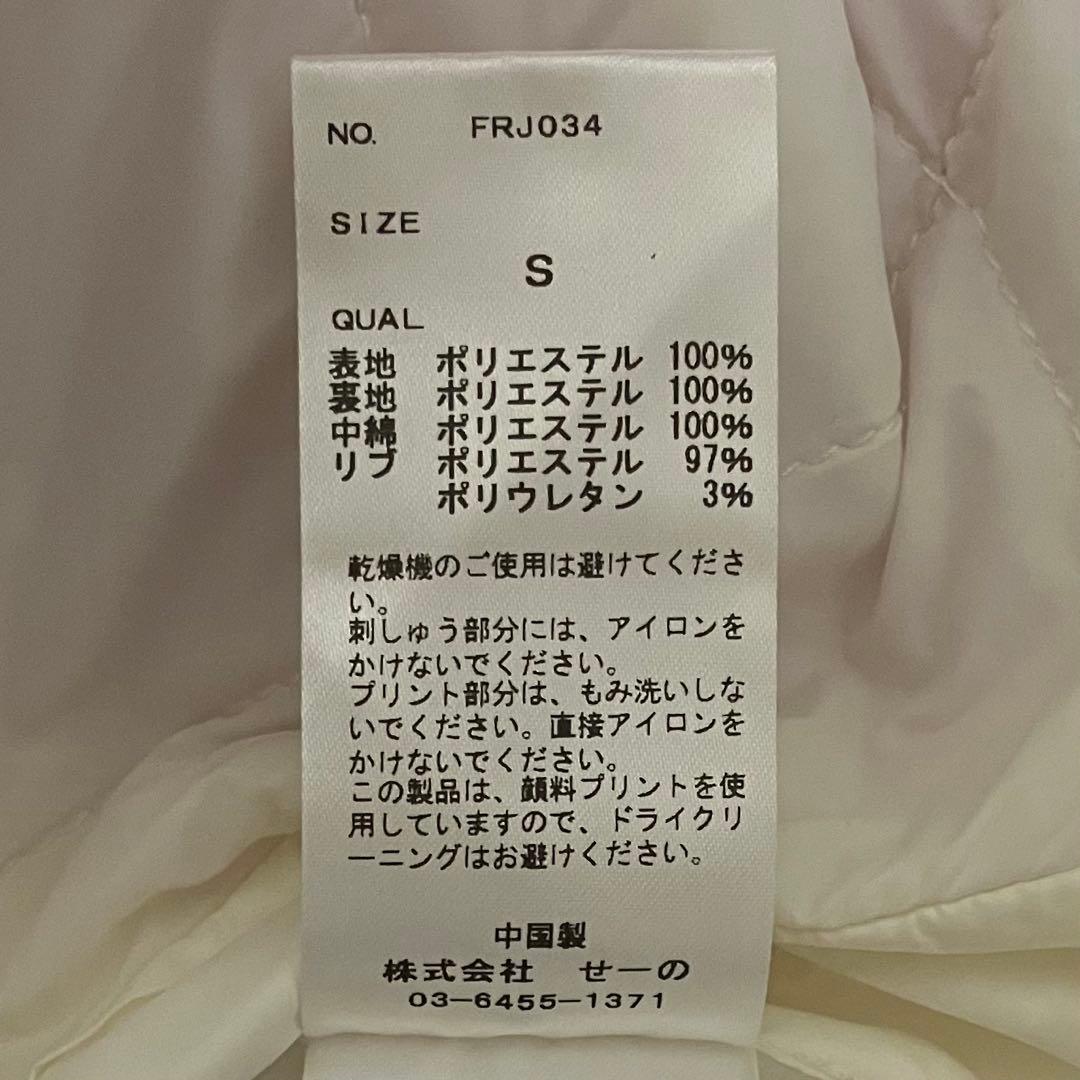 NO. FRJ034
SIZE
S
QUAL
表地 ポリエステル 100%
裏地 ポリエステル 100%
中綿 ポリエステル 100%
リブ ポリエステル 97%
ポリウレタン 3%
乾燥機のご使用は避けてくださ
い。
刺しゅう部分には、アイロンを
かけないでください。
プリント部分は、もみ洗いしな
いでください。直接アイロンを
かけないでください。
この製品は、顔料プリントを使
用していますので、ドライクリ
ーニングはお避けください。
中国製
株式会社 せーの
03-6455-1371